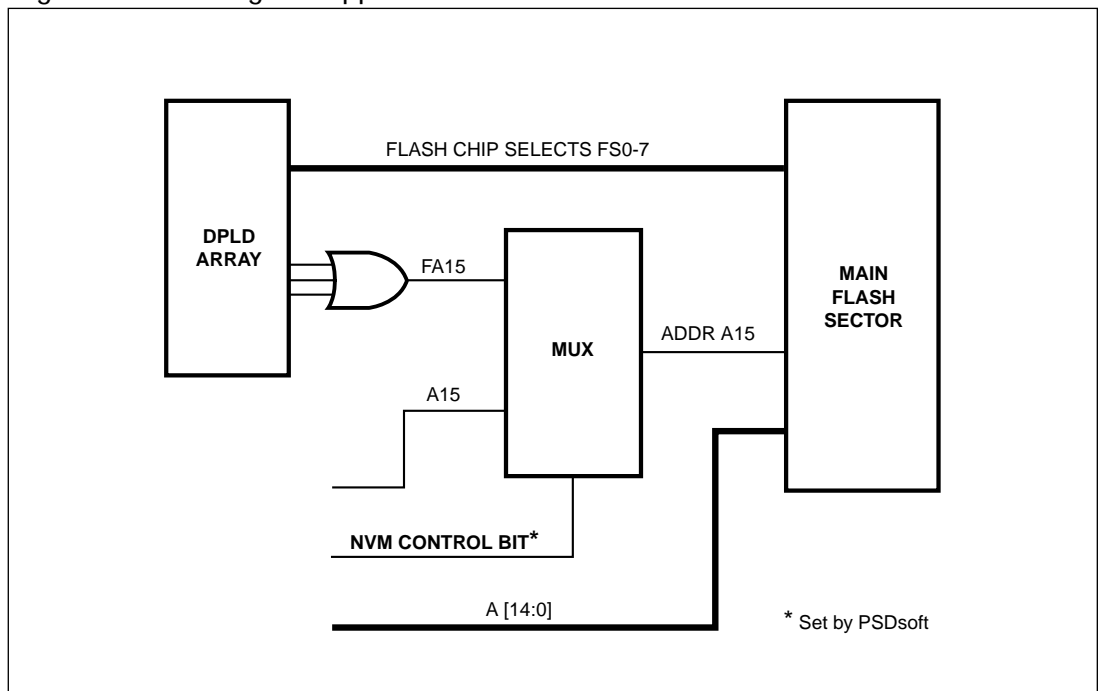 FLASH CHIP SELECTS FS0-7
DPLD
ARRAY
FA15
MUX
MAIN
FLASH
SECTOR
ADDR A15
A15
NVM CONTROL BIT*
A [14:0]
* Set by PSDsoft